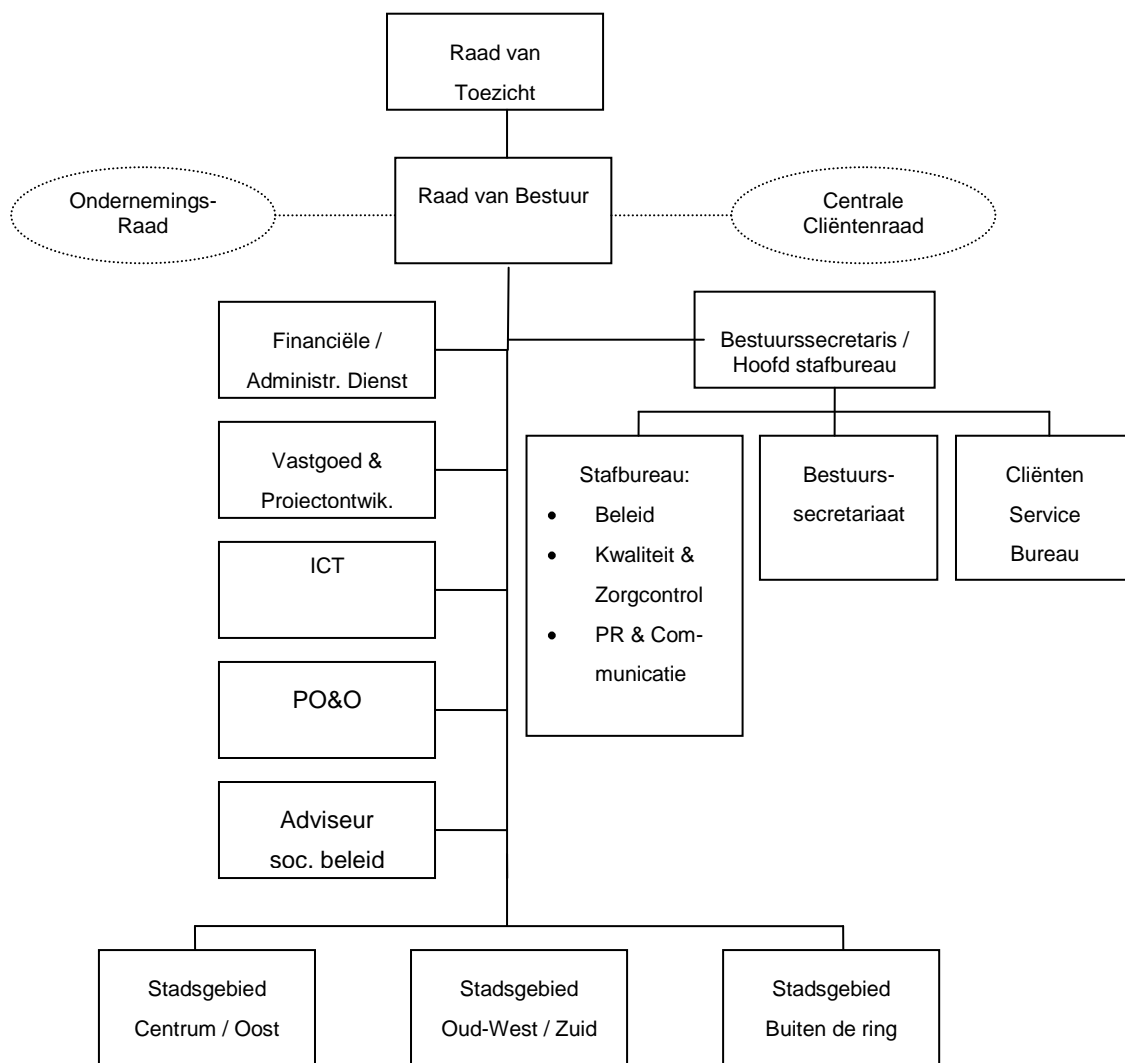 Raad van
Toezicht
Raad van Bestuur
Ondernemings-
Raad
Centrale
Cliëntenraad
Financiële /
Administr. Dienst
Bestuurssecretaris /
Hoofd stafbureau
Vastgoed &
Projectontwik.
Stafbureau:
• Beleid
• Kwaliteit &
Zorgcontrol
• PR & Com-
municatie
Bestuurs-
secretariaat
Cliënten
Service
Bureau
ICT
PO&O
Adviseur
soc. beleid
Stadsgebied
Centrum / Oost
Stadsgebied
Oud-West / Zuid
Stadsgebied
Buiten de ring